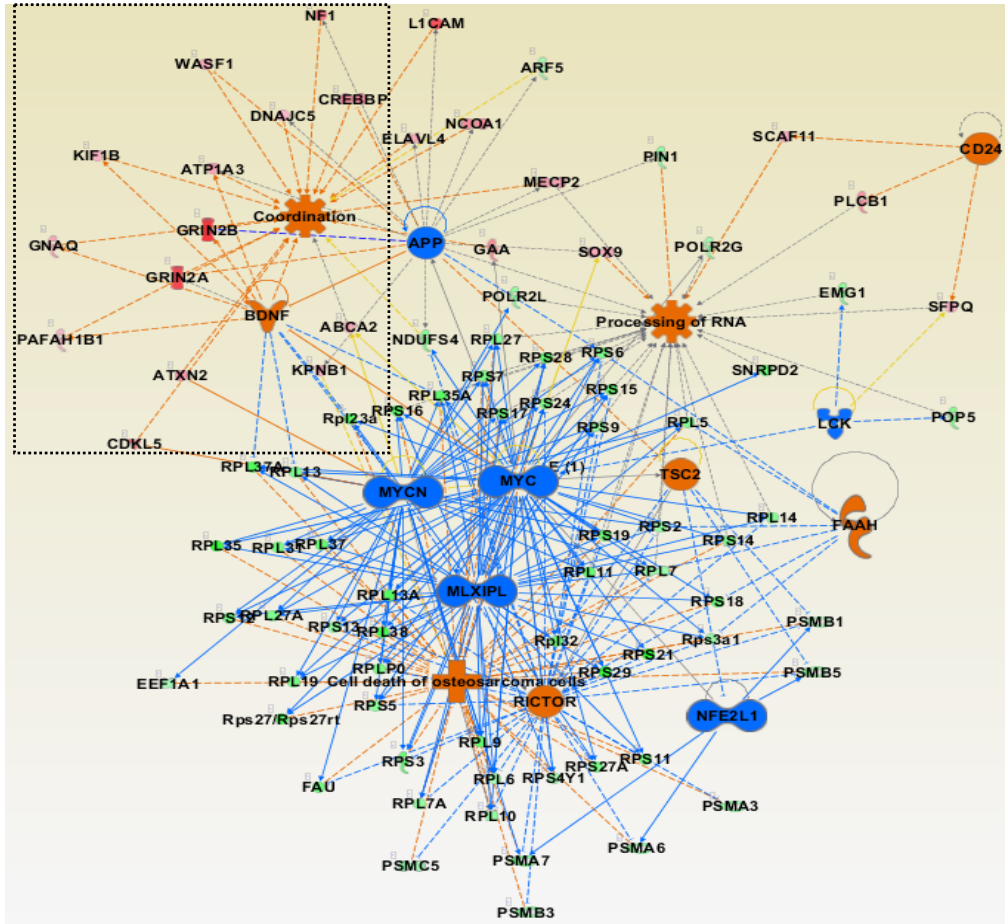 NF1
L1CAM
WASF1
ARF5
CREBBP
DNAJC5
NCOA1
ELAVL4
SCAF11
CD24
KIF1B
PIN1
ATP1A3
MECP2
PLCB1
Coordination
GRIN2B
GNAQ
APP
GAA
SOX9
POLR2G
GRIN2A
POLR2L
EMG1
SFPQ
BDNF
ABCA2
Processing of RNA
PAFAH1B1
NDUFS4
RPL27
RPS28
RPS6
ATXN2
KPNB1
RPS7
SNRPD2
RPL35A
RPS15
Rpl23a
RPS16
RPS17
RPS24
RPS9
RPL5
LCK
POP5
CDKL5
RPL37A
RPL13
E (1)
TSC2
MYCN
MYC
RPL14
RPS2
FAAH
RPS19
RPS14
RPL35
RPL31
RPL37
RPL11
RPL7
MLXIPL
RPL13A
RPS18
RPS12
RPL27A
RPS13
RPL38
Rpl32
Rps3a1
PSMB1
RPS21
RPLP0
RPS29
PSMB5
EEF1A1
RPL19
Cell death of osteosarcoma cells
RPS5
RICTOR
Rps27/Rps27rt
NFE2L1
RPL9
RPS3
RPS11
RPS27A
FAU
RPL6
RPS4Y1
RPL7A
PSMA3
RPL10
PSMA6
PSMC5
PSMA7
PSMB3